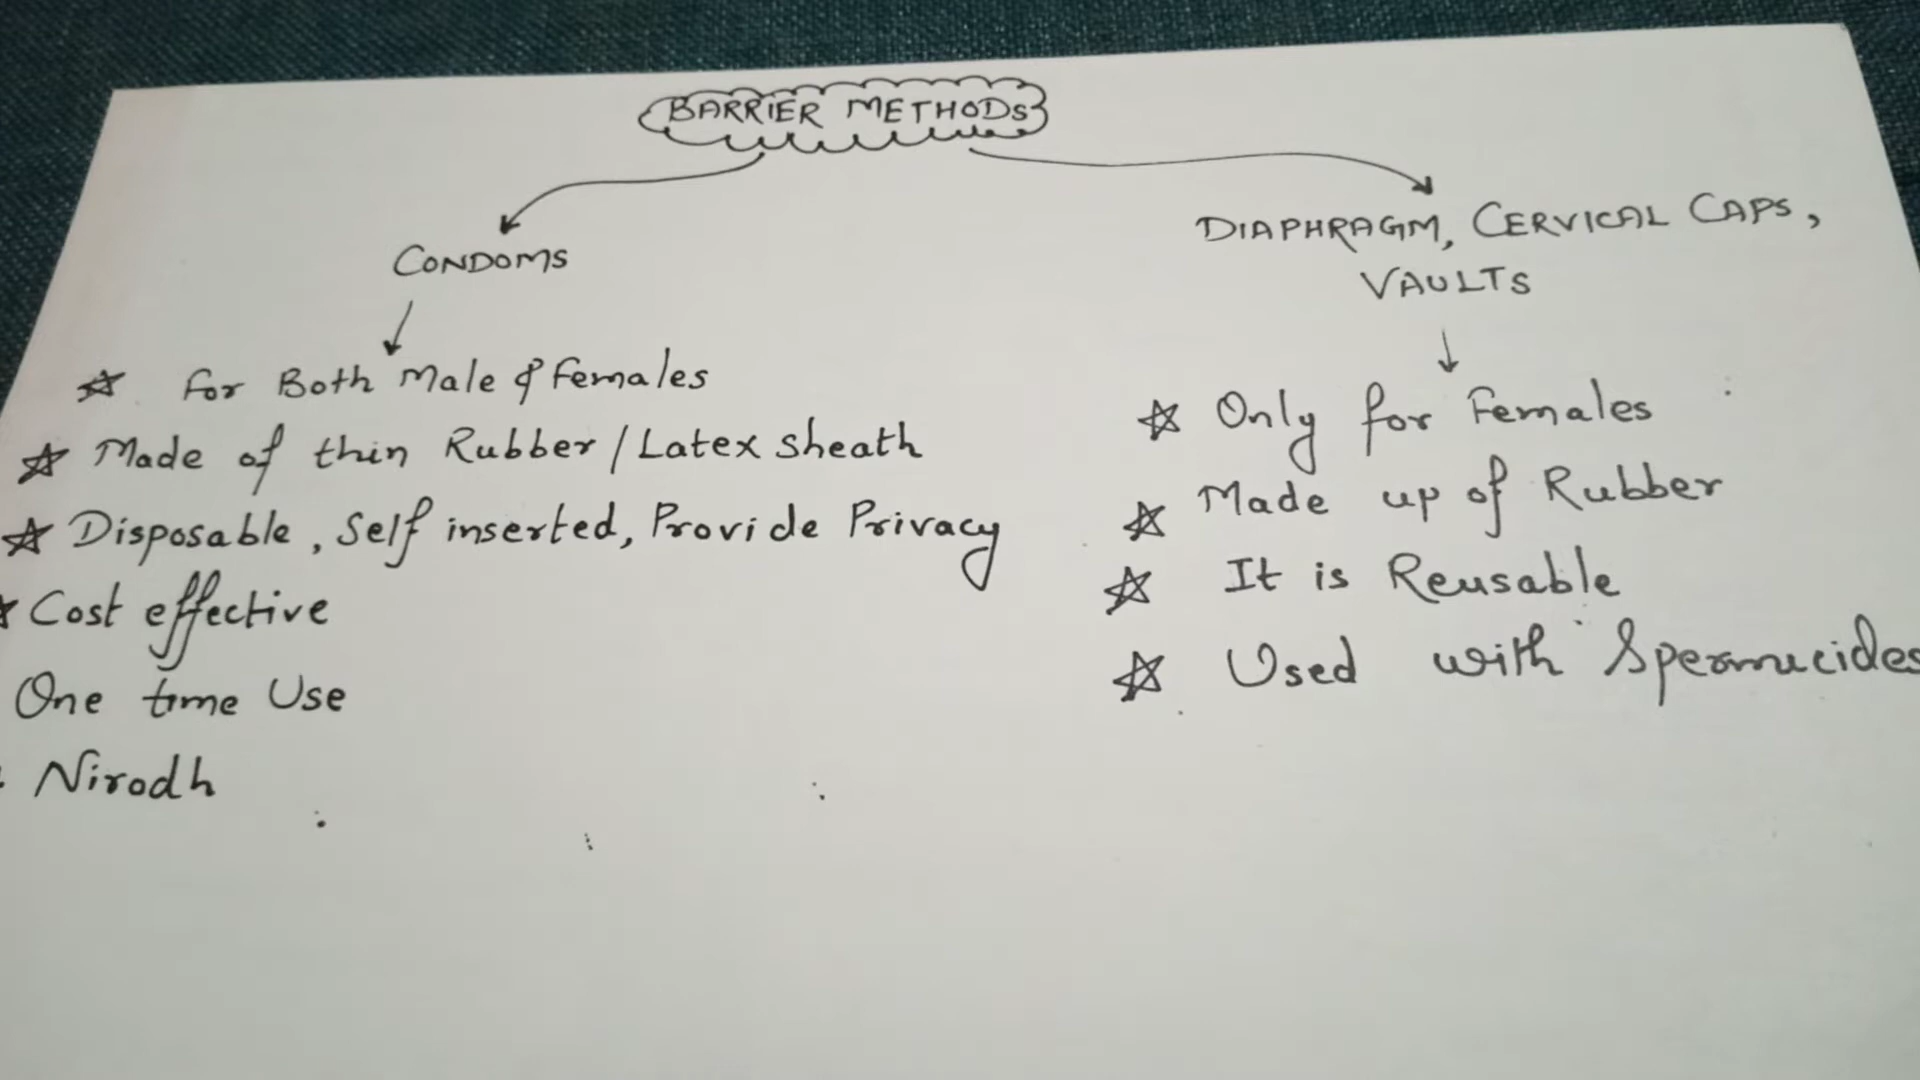 BARRIER METHODS
CONDOMS
For Both Male & Females
Made of thin Rubber / Latex sheath
Disposable, Self inserted, Provide Privacy
Cost effective
One time Use
Nirodh
DIAPHRAGM, CERVICAL CAPS,
VAULTS
Only for Females
Made up of Rubber
It is Reusable
Used with Spermicides